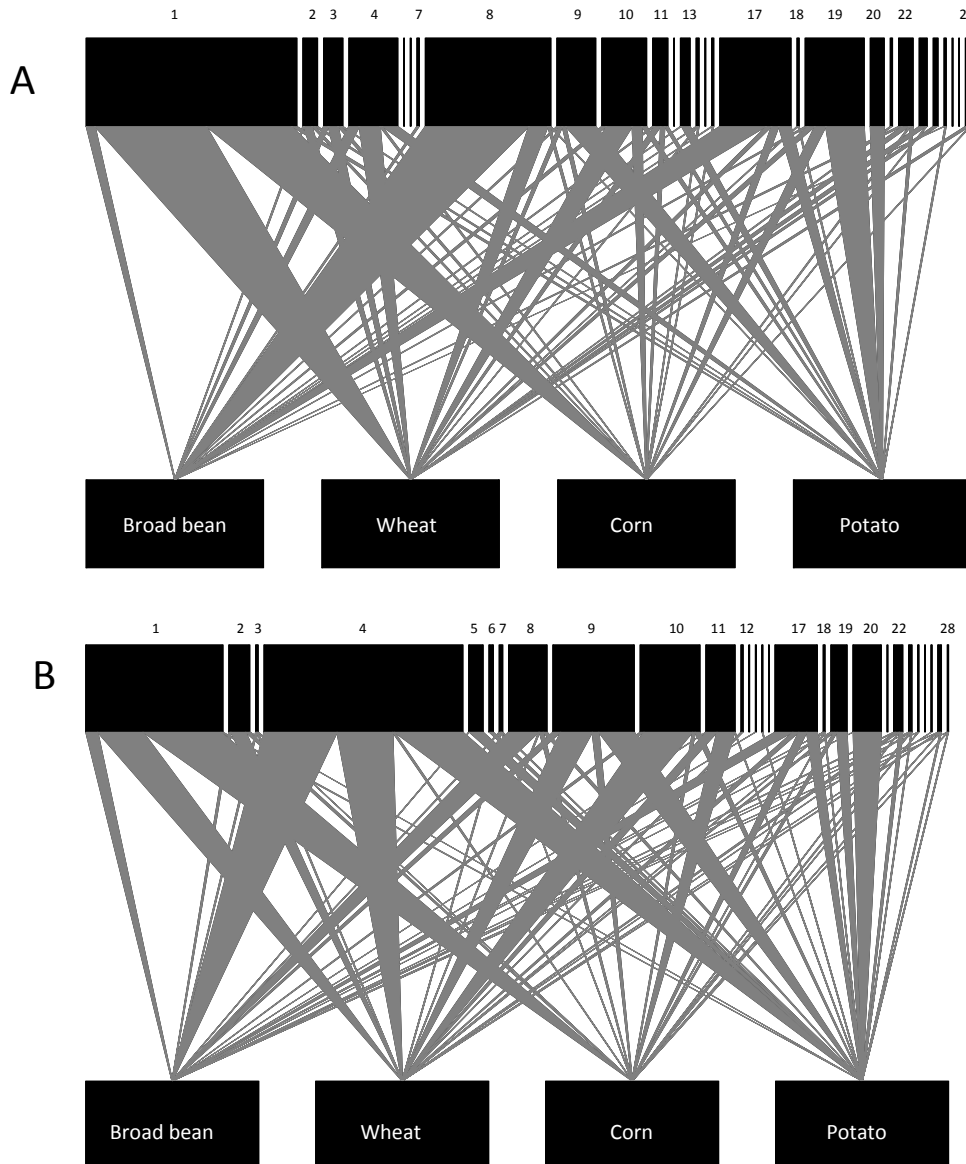 1 2 3 4 7 8 9 10 11 13 17 18 19 20 22 2
A
Broad bean Wheat Corn Potato
1 2 3 4 5 6 7 8 9 10 11 12 17 18 19 20 22 28
B
Broad bean Wheat Corn Potato